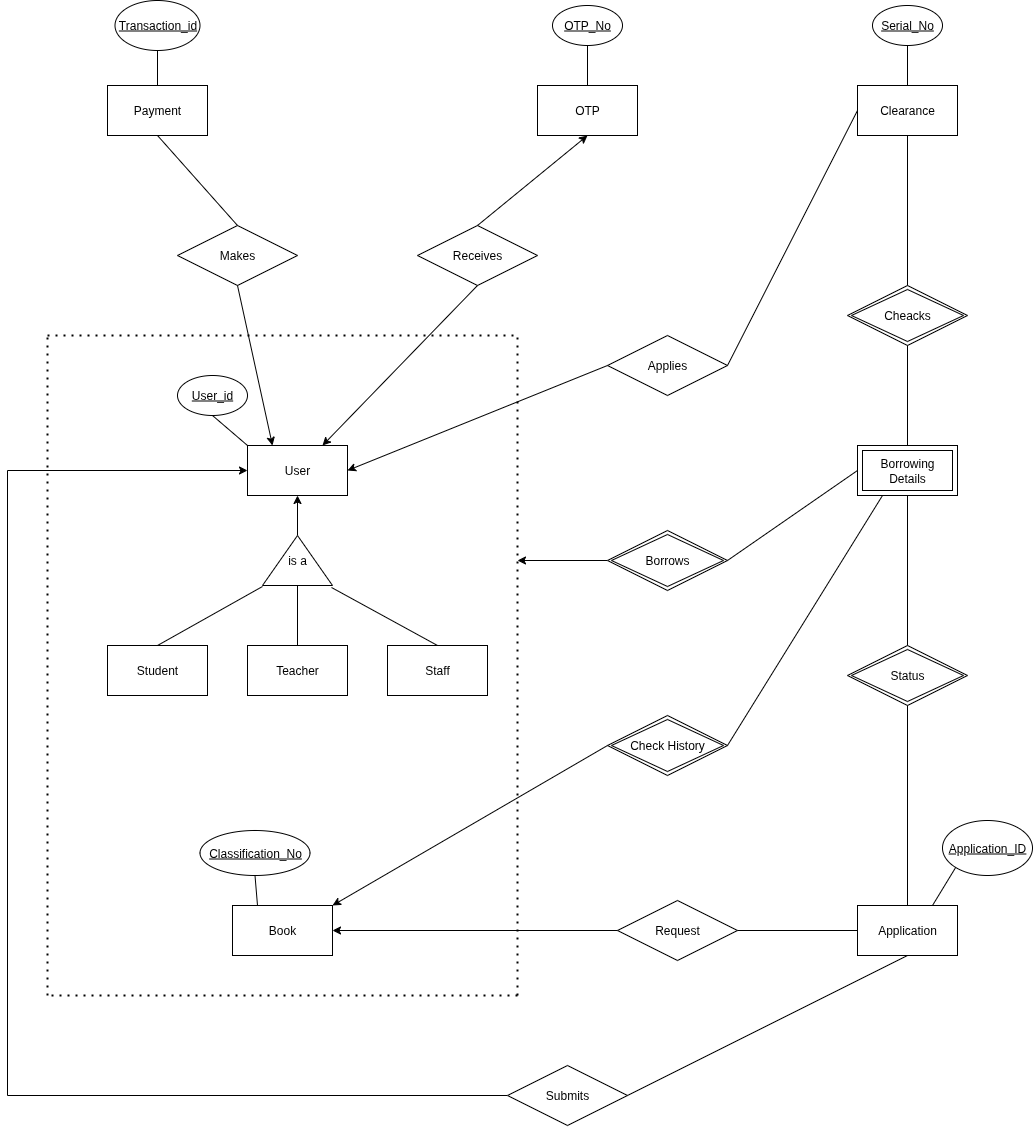 Transaction_id
OTP_No
Serial_No
Payment
OTP
Clearance
Makes
Receives
Cheacks
Applies
User_id
User
Borrowing
Details
is a
Borrows
Student
Teacher
Staff
Status
Check History
Classification_No
Application_ID
Book
Request
Application
Submits